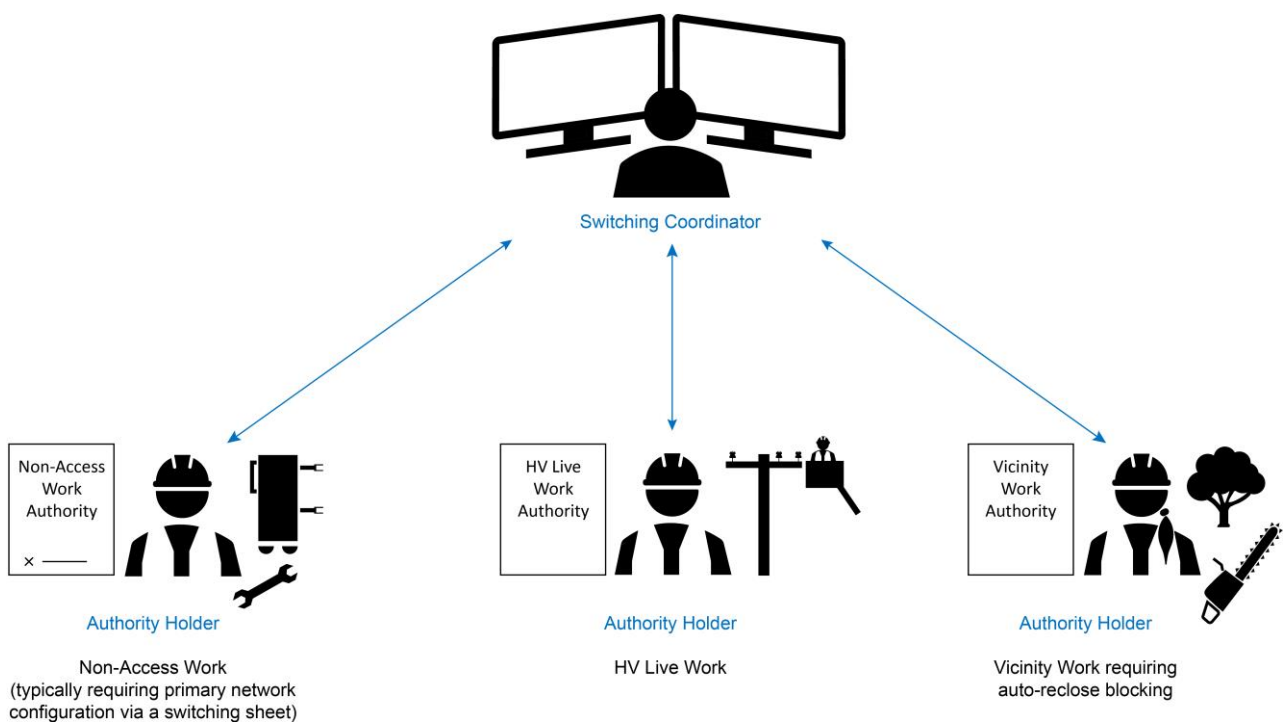 Switching Coordinator
Non-Access
Work
Authority
×
Authority Holder
Non-Access Work
(typically requiring primary network
configuration via a switching sheet)
HV Live
Work
Authority
Authority Holder
HV Live Work
Vicinity
Work
Authority
Authority Holder
Vicinity Work requiring
auto-reclose blocking